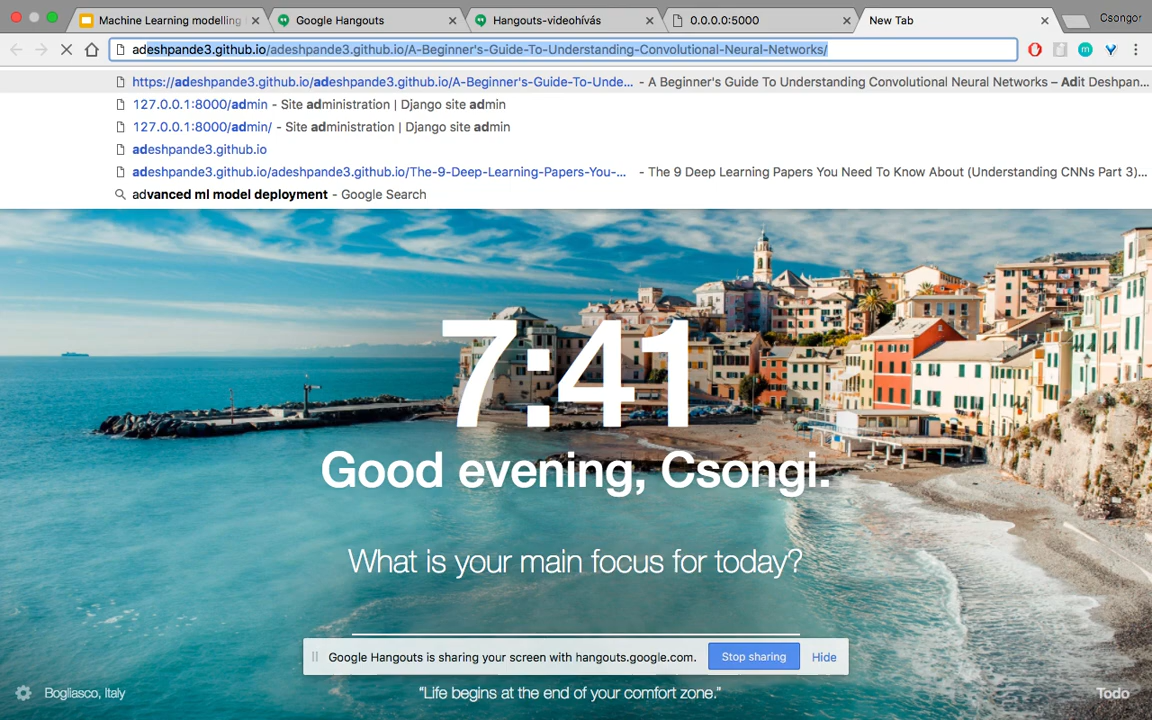 Machine Learning modelling
Google Hangouts
Hangouts-videohívás
0.0.0.0:5000
New Tab
Csongor
adeshpande3.github.io/adeshpande3.github.io/A-Beginner's-Guide-To-Understanding-Convolutional-Neural-Networks/
https://adeshpande3.github.io/adeshpande3.github.io/A-Beginner's-Guide-To-Unde... - A Beginner's Guide To Understanding Convolutional Neural Networks – Adit Deshpan...
127.0.0.1:8000/admin - Site administration | Django site admin
127.0.0.1:8000/admin/ - Site administration | Django site admin
adeshpande3.github.io
adeshpande3.github.io/adeshpande3.github.io/The-9-Deep-Learning-Papers-You-... - The 9 Deep Learning Papers You Need To Know About (Understanding CNNs Part 3)...
advanced ml model deployment - Google Search
7:41
Good evening, Csongi.
What is your main focus for today?
Google Hangouts is sharing your screen with hangouts.google.com.
Stop sharing
Hide
Bogliasco, Italy
“Life begins at the end of your comfort zone.”
Todo